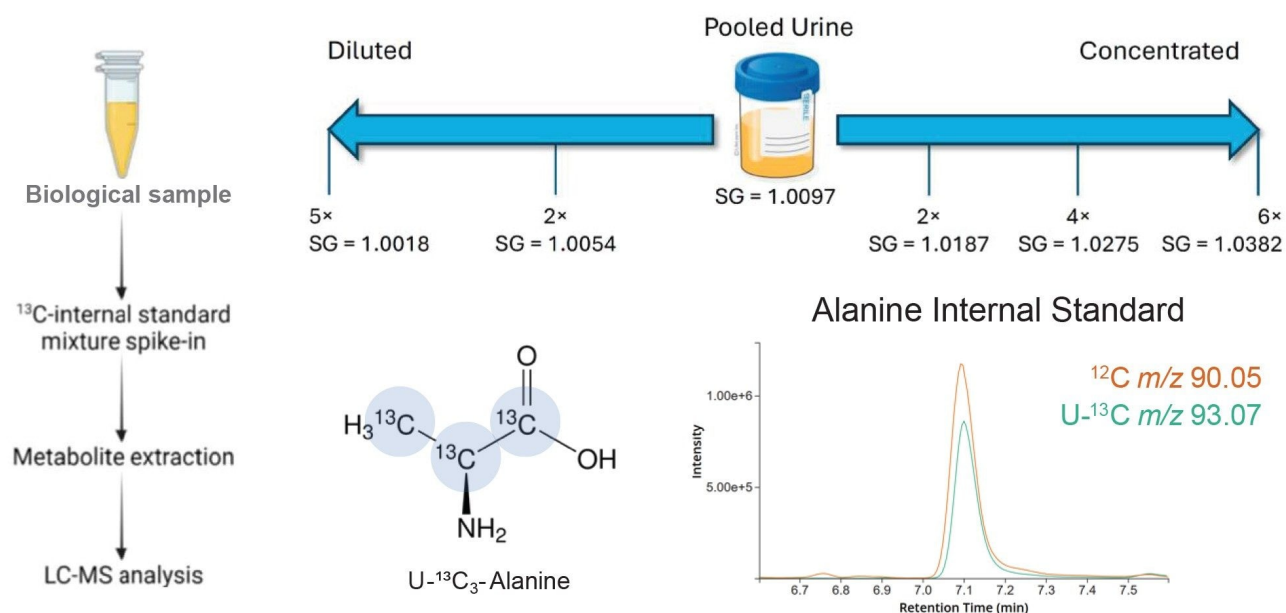 Biological sample
¹³C-internal standard
mixture spike-in
Metabolite extraction
LC-MS analysis
Diluted
Pooled Urine
Concentrated
STERILE
5×
SG = 1.0018
2×
SG = 1.0054
SG = 1.0097
2×
SG = 1.0187
4×
SG = 1.0275
6×
SG = 1.0382
O
H₃¹³C
¹³C
¹³C
OH
NH₂
U-¹³C₃-Alanine
Alanine Internal Standard
¹²C m/z 90.05
U-¹³C m/z 93.07
Intensity
1.00e+6
5.00e+5
6.7 6.8 6.9 7.0 7.1 7.2 7.3 7.4 7.5
Retention Time (min)